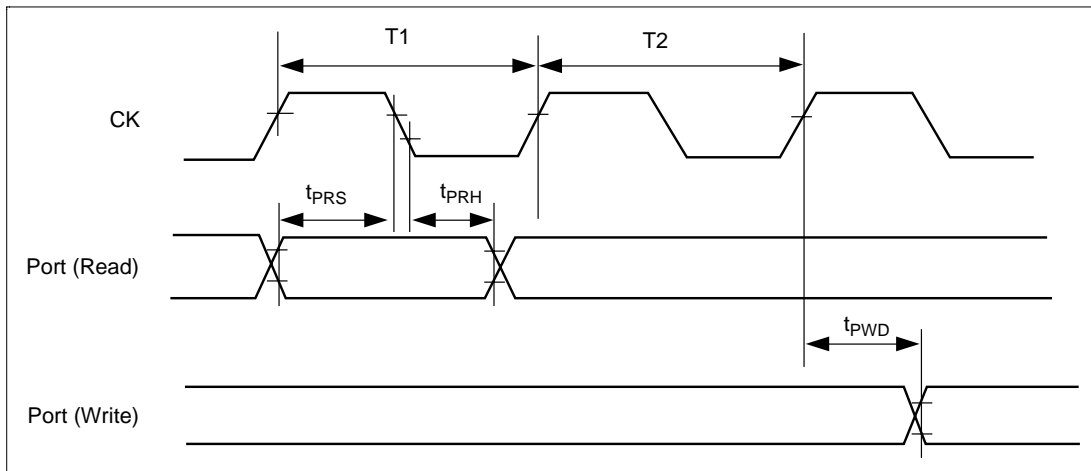 T1
T2
CK
tPRS
tPRH
Port (Read)
tPWD
Port (Write)